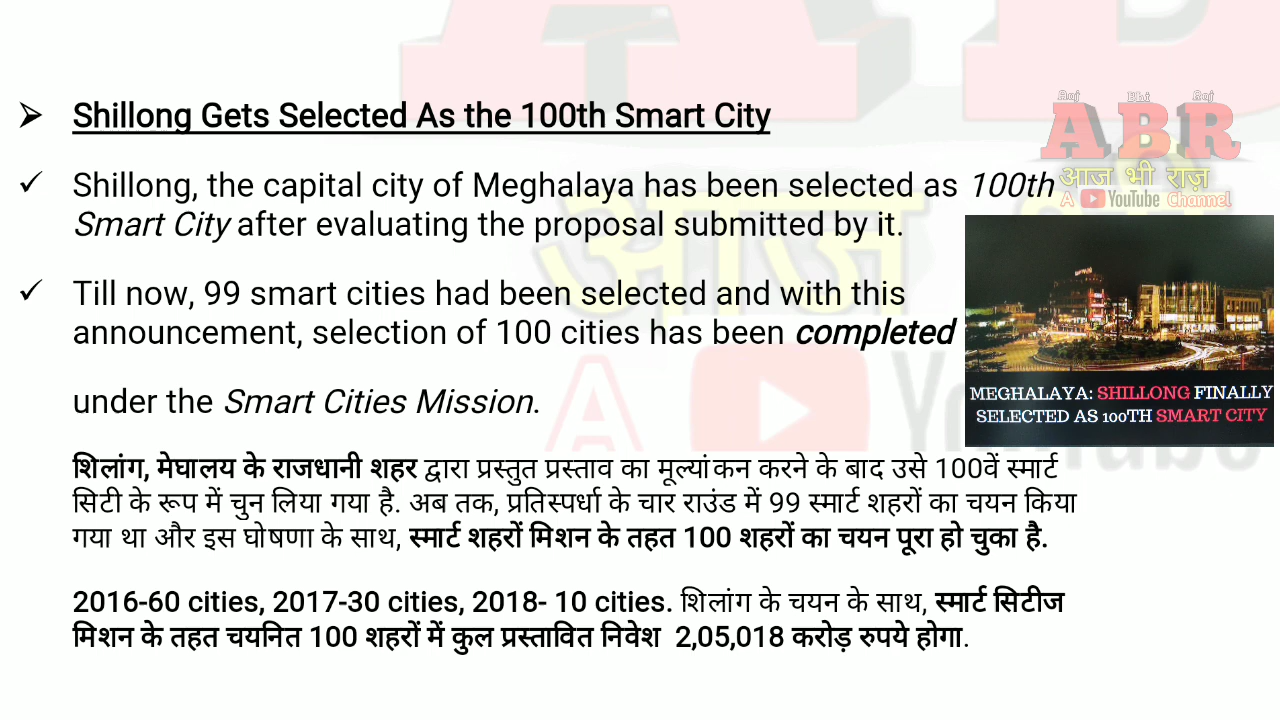 Shillong Gets Selected As the 100th Smart City
Aaj Bhi Raj
ABR
आज भी राज़
A YouTube Channel
Shillong, the capital city of Meghalaya has been selected as 100th
Smart City after evaluating the proposal submitted by it.
Till now, 99 smart cities had been selected and with this
announcement, selection of 100 cities has been completed
under the Smart Cities Mission.
MEGHALAYA: SHILLONG FINALLY
SELECTED AS 100TH SMART CITY
शिलांग, मेघालय के राजधानी शहर द्वारा प्रस्तुत प्रस्ताव का मूल्यांकन करने के बाद उसे 100वें स्मार्ट
सिटी के रूप में चुन लिया गया है. अब तक, प्रतिस्पर्धा के चार राउंड में 99 स्मार्ट शहरों का चयन किया
गया था और इस घोषणा के साथ, स्मार्ट शहरों मिशन के तहत 100 शहरों का चयन पूरा हो चुका है.
2016-60 cities, 2017-30 cities, 2018- 10 cities. शिलांग के चयन के साथ, स्मार्ट सिटीज
मिशन के तहत चयनित 100 शहरों में कुल प्रस्तावित निवेश 2,05,018 करोड़ रुपये होगा.